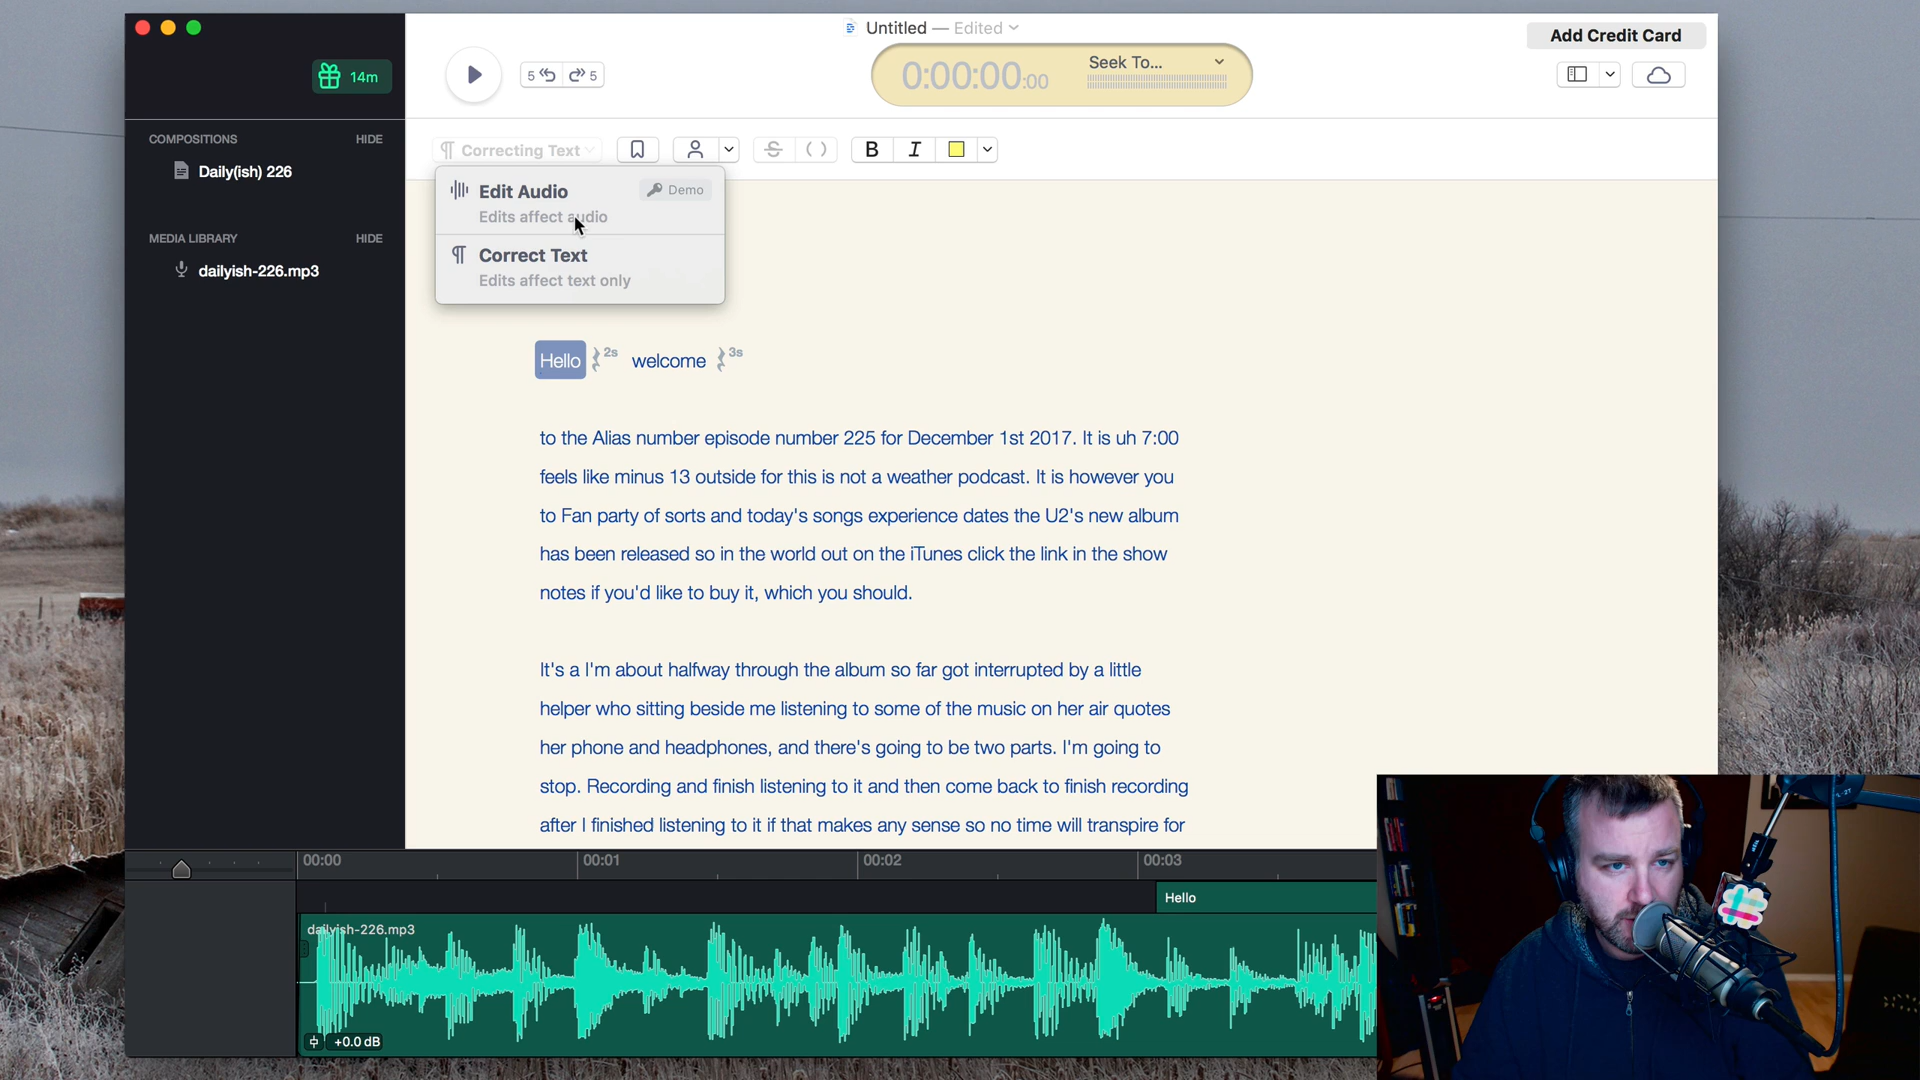 Untitled — Edited
Add Credit Card
14m
5
5
0:00:00:00
Seek To...
COMPOSITIONS
HIDE
Daily(ish) 226
MEDIA LIBRARY
HIDE
dailyish-226.mp3
Correcting Text
B
I
Edit Audio
Demo
Edits affect audio
Correct Text
Edits affect text only
Hello 2s welcome 3s
to the Alias number episode number 225 for December 1st 2017. It is uh 7:00
feels like minus 13 outside for this is not a weather podcast. It is however you
to Fan party of sorts and today's songs experience dates the U2's new album
has been released so in the world out on the iTunes click the link in the show
notes if you'd like to buy it, which you should.
It's a I'm about halfway through the album so far got interrupted by a little
helper who sitting beside me listening to some of the music on her air quotes
her phone and headphones, and there's going to be two parts. I'm going to
stop. Recording and finish listening to it and then come back to finish recording
after I finished listening to it if that makes any sense so no time will transpire for
00:00
00:01
00:02
00:03
Hello
dailyish-226.mp3
+0.0 dB